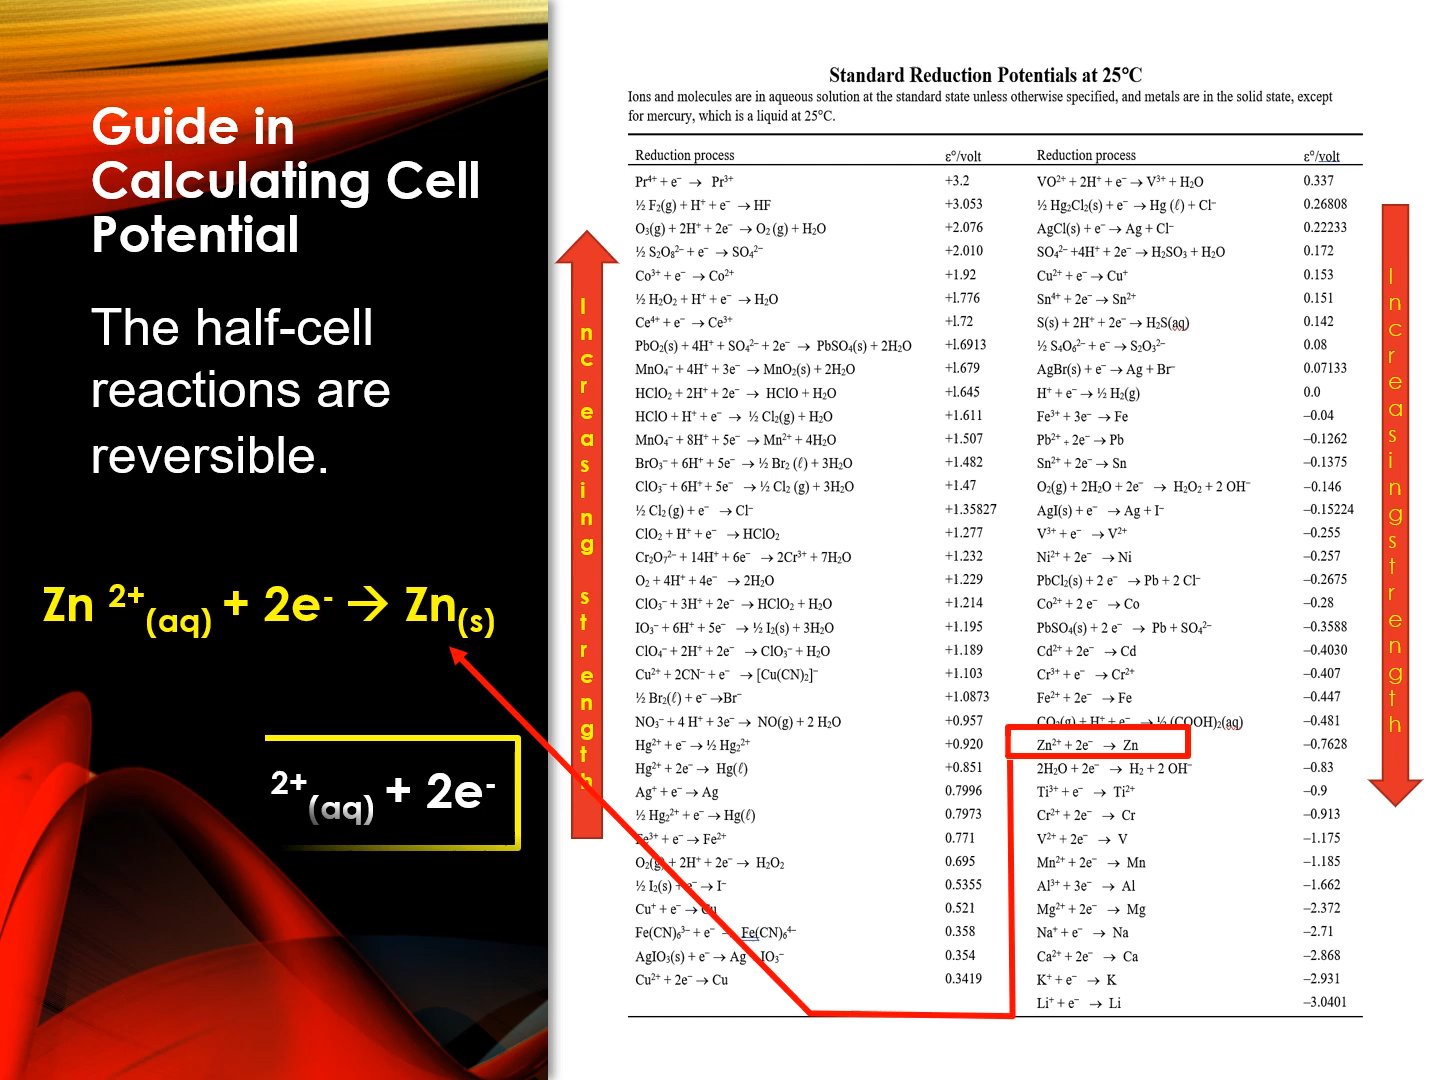 Guide in
Calculating Cell
Potential
The half-cell
reactions are
reversible.
Zn ²⁺(aq) + 2e⁻ → Zn(s)
²⁺(aq) + 2e⁻
Standard Reduction Potentials at 25°C
Ions and molecules are in aqueous solution at the standard state unless otherwise specified, and metals are in the solid state, except
for mercury, which is a liquid at 25°C.
Reduction process ε°/volt Reduction process ε°/volt
Pr⁴⁺ + e⁻ → Pr³⁺ +3.2 VO²⁺ + 2H⁺ + e⁻ → V³⁺ + H₂O 0.337
½ F₂(g) + H⁺ + e⁻ → HF +3.053 ½ Hg₂Cl₂(s) + e⁻ → Hg (ℓ) + Cl⁻ 0.26808
O₃(g) + 2H⁺ + 2e⁻ → O₂ (g) + H₂O +2.076 AgCl(s) + e⁻ → Ag + Cl⁻ 0.22233
½ S₂O₈²⁻ + e⁻ → SO₄²⁻ +2.010 SO₄²⁻ +4H⁺ + 2e⁻ → H₂SO₃ + H₂O 0.172
Co³⁺ + e⁻ → Co²⁺ +1.92 Cu²⁺ + e⁻ → Cu⁺ 0.153
½ H₂O₂ + H⁺ + e⁻ → H₂O +l.776 Sn⁴⁺ + 2e⁻ → Sn²⁺ 0.151
Ce⁴⁺ + e⁻ → Ce³⁺ +l.72 S(s) + 2H⁺ + 2e⁻ → H₂S(aq) 0.142
PbO₂(s) + 4H⁺ + SO₄²⁻ + 2e⁻ → PbSO₄(s) + 2H₂O +l.6913 ½ S₄O₆²⁻ + e⁻ → S₂O₃²⁻ 0.08
MnO₄⁻ + 4H⁺ + 3e⁻ → MnO₂(s) + 2H₂O +l.679 AgBr(s) + e⁻ → Ag + Br⁻ 0.07133
HClO₂ + 2H⁺ + 2e⁻ → HClO + H₂O +l.645 H⁺ + e⁻ → ½ H₂(g) 0.0
HClO + H⁺ + e⁻ → ½ Cl₂(g) + H₂O +1.611 Fe³⁺ + 3e⁻ → Fe –0.04
MnO₄⁻ + 8H⁺ + 5e⁻ → Mn²⁺ + 4H₂O +1.507 Pb²⁺ + 2e⁻ → Pb –0.1262
BrO₃⁻ + 6H⁺ + 5e⁻ → ½ Br₂ (ℓ) + 3H₂O +1.482 Sn²⁺ + 2e⁻ → Sn –0.1375
ClO₃⁻ + 6H⁺ + 5e⁻ → ½ Cl₂ (g) + 3H₂O +1.47 O₂(g) + 2H₂O + 2e⁻ → H₂O₂ + 2 OH⁻ –0.146
½ Cl₂ (g) + e⁻ → Cl⁻ +1.35827 AgI(s) + e⁻ → Ag + I⁻ –0.15224
ClO₂ + H⁺ + e⁻ → HClO₂ +1.277 V³⁺ + e⁻ → V²⁺ –0.255
Cr₂O₇²⁻ + 14H⁺ + 6e⁻ → 2Cr³⁺ + 7H₂O +1.232 Ni²⁺ + 2e⁻ → Ni –0.257
O₂ + 4H⁺ + 4e⁻ → 2H₂O +1.229 PbCl₂(s) + 2 e⁻ → Pb + 2 Cl⁻ –0.2675
ClO₃⁻ + 3H⁺ + 2e⁻ → HClO₂ + H₂O +1.214 Co²⁺ + 2 e⁻ → Co –0.28
IO₃⁻ + 6H⁺ + 5e⁻ → ½ I₂(s) + 3H₂O +1.195 PbSO₄(s) + 2 e⁻ → Pb + SO₄²⁻ –0.3588
ClO₄⁻ + 2H⁺ + 2e⁻ → ClO₃⁻ + H₂O +1.189 Cd²⁺ + 2e⁻ → Cd –0.4030
Cu²⁺ + 2CN⁻ + e⁻ → [Cu(CN)₂]⁻ +1.103 Cr³⁺ + e⁻ → Cr²⁺ –0.407
½ Br₂(ℓ) + e⁻ →Br⁻ +1.0873 Fe²⁺ + 2e⁻ → Fe –0.447
NO₃⁻ + 4 H⁺ + 3e⁻ → NO(g) + 2 H₂O +0.957 CO₂(g) + H⁺ + e⁻ → ½ (COOH)₂(aq) –0.481
Hg²⁺ + e⁻ → ½ Hg₂²⁺ +0.920 Zn²⁺ + 2e⁻ → Zn –0.7628
Hg²⁺ + 2e⁻ → Hg(ℓ) +0.851 2H₂O + 2e⁻ → H₂ + 2 OH⁻ –0.83
Ag⁺ + e⁻ → Ag 0.7996 Ti³⁺ + e⁻ → Ti²⁺ –0.9
½ Hg₂²⁺ + e⁻ → Hg(ℓ) 0.7973 Cr²⁺ + 2e⁻ → Cr –0.913
Fe³⁺ + e⁻ → Fe²⁺ 0.771 V²⁺ + 2e⁻ → V –1.175
O₂(g) + 2H⁺ + 2e⁻ → H₂O₂ 0.695 Mn²⁺ + 2e⁻ → Mn –1.185
½ I₂(s) + e⁻ → I⁻ 0.5355 Al³⁺ + 3e⁻ → Al –1.662
Cu⁺ + e⁻ → Cu 0.521 Mg²⁺ + 2e⁻ → Mg –2.372
Fe(CN)₆³⁻ + e⁻ → Fe(CN)₆⁴⁻ 0.358 Na⁺ + e⁻ → Na –2.71
AgIO₃(s) + e⁻ → Ag + IO₃⁻ 0.354 Ca²⁺ + 2e⁻ → Ca –2.868
Cu²⁺ + 2e⁻ → Cu 0.3419 K⁺ + e⁻ → K –2.931
Li⁺ + e⁻ → Li –3.0401
Increasing strength
Increasing strength